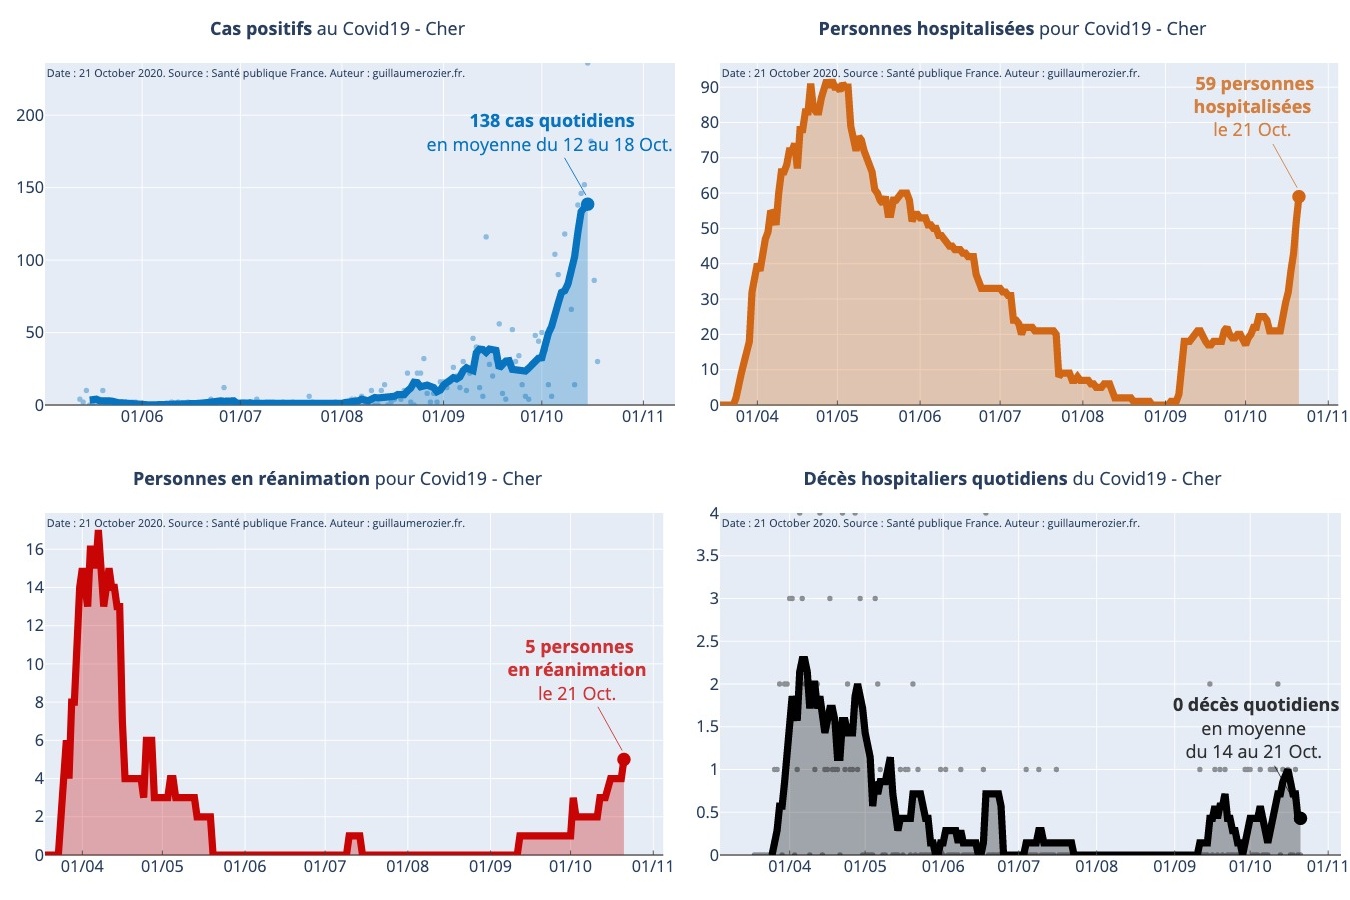 Cas positifs au Covid19 - Cher
Date : 21 October 2020. Source : Santé publique France. Auteur : guillaumerozier.fr.
138 cas quotidiens
en moyenne du 12 au 18 Oct.
200
150
100
50
0
01/06 01/07 01/08 01/09 01/10 01/11
Personnes hospitalisées pour Covid19 - Cher
Date : 21 October 2020. Source : Santé publique France. Auteur : guillaumerozier.fr.
59 personnes
hospitalisées
le 21 Oct.
90
80
70
60
50
40
30
20
10
0
01/04 01/05 01/06 01/07 01/08 01/09 01/10 01/11
Personnes en réanimation pour Covid19 - Cher
Date : 21 October 2020. Source : Santé publique France. Auteur : guillaumerozier.fr.
5 personnes
en réanimation
le 21 Oct.
16
14
12
10
8
6
4
2
0
01/04 01/05 01/06 01/07 01/08 01/09 01/10 01/11
Décès hospitaliers quotidiens du Covid19 - Cher
Date : 21 October 2020. Source : Santé publique France. Auteur : guillaumerozier.fr.
0 décès quotidiens
en moyenne
du 14 au 21 Oct.
4
3.5
3
2.5
2
1.5
1
0.5
0
01/04 01/05 01/06 01/07 01/08 01/09 01/10 01/11